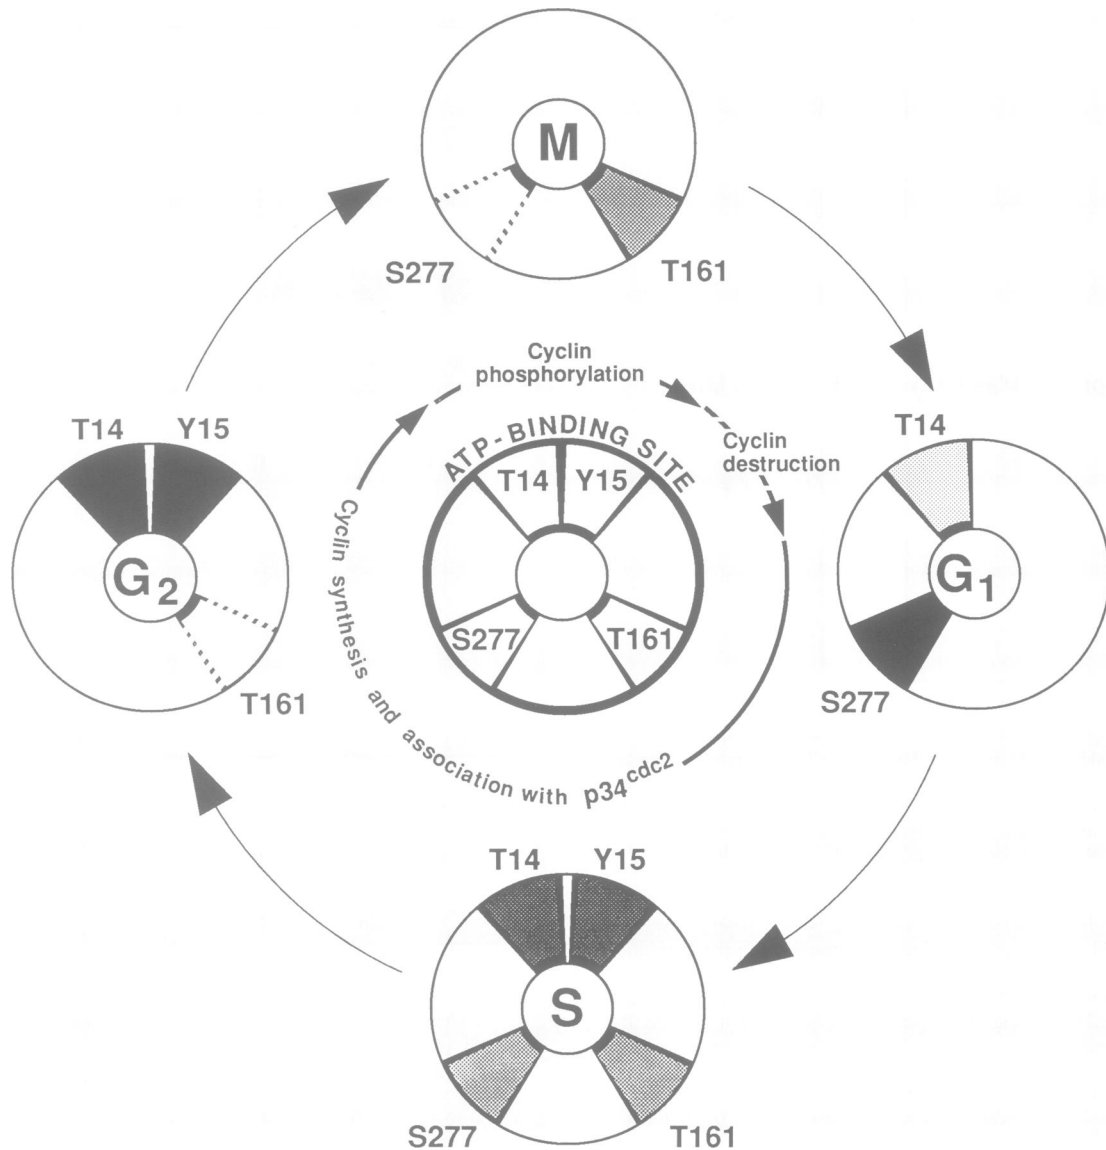 M
S277
T161
Cyclin
phosphorylation
T14
Y15
T14
ATP-BINDING SITE
Cyclin
destruction
T14
Y15
G2
G1
S277
T161
Cyclin synthesis and association with p34cdc2
T161
S277
T14
Y15
S
S277
T161